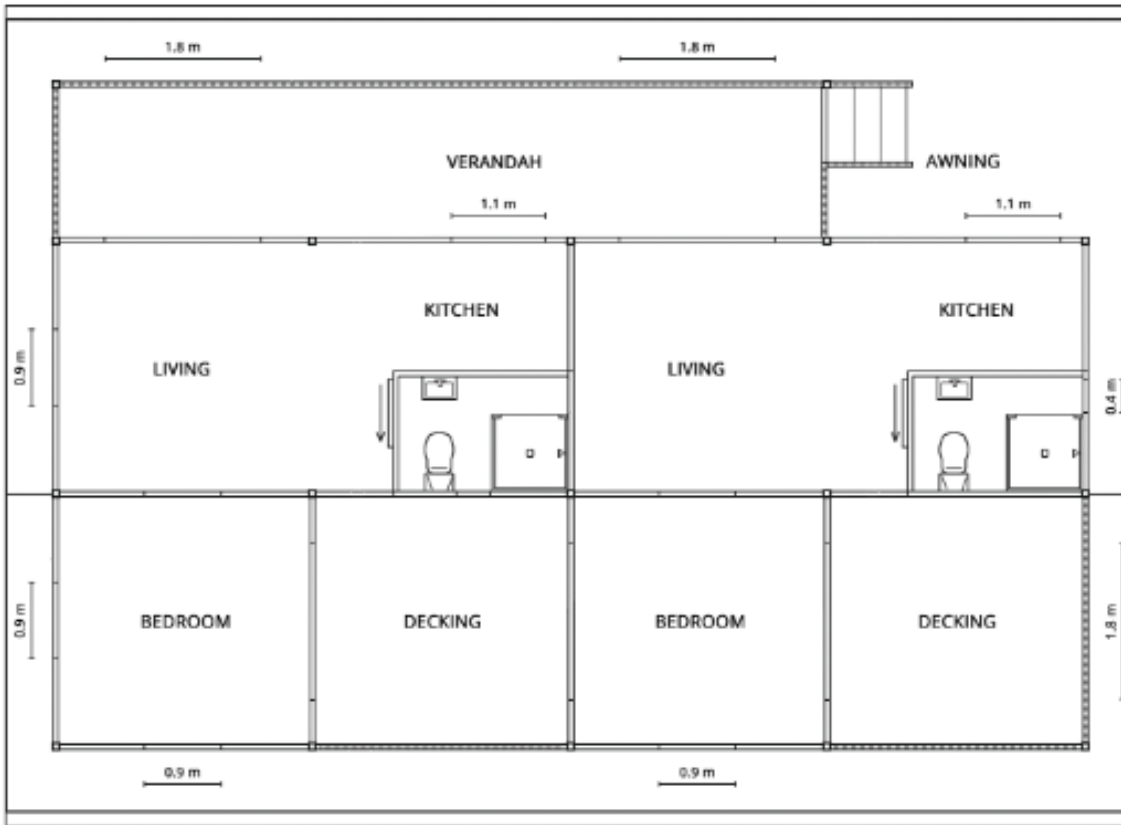 1.8 m
1.8 m
VERANDAH
AWNING
1.1 m
1.1 m
KITCHEN
KITCHEN
0.9 m
LIVING
LIVING
0.4 m
0.9 m
BEDROOM
DECKING
BEDROOM
DECKING
1.8 m
0.9 m
0.9 m